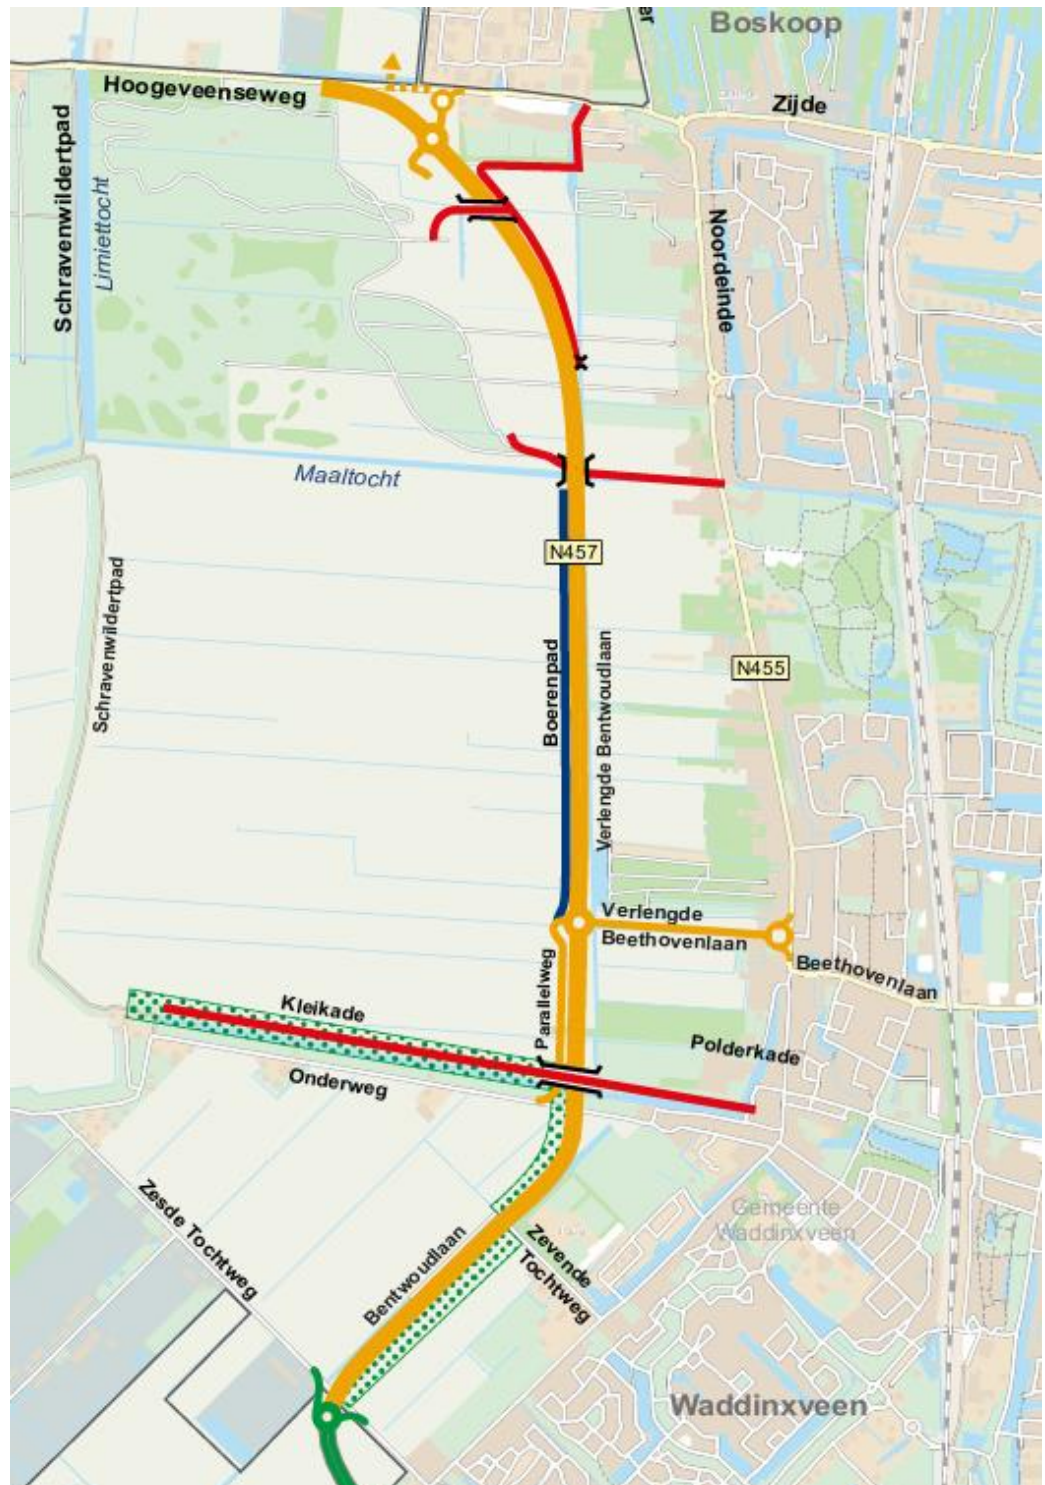 Boskoop
er
Hoogeveenseweg
Zijde
Schravenwildertpad
Limiettocht
Noordeinde
Maaltocht
N457
Schravenwildertpad
Boerenpad
Verlengde Bentwoudlaan
N455
Verlengde
Beethovenlaan
Beethovenlaan
Parallelweg
Kleikade
Polderkade
Onderweg
Zesde Tochtweg
Bentwoudlaan
Zevende
Tochtweg
Gemeente
Waddinxveen
Waddinxveen